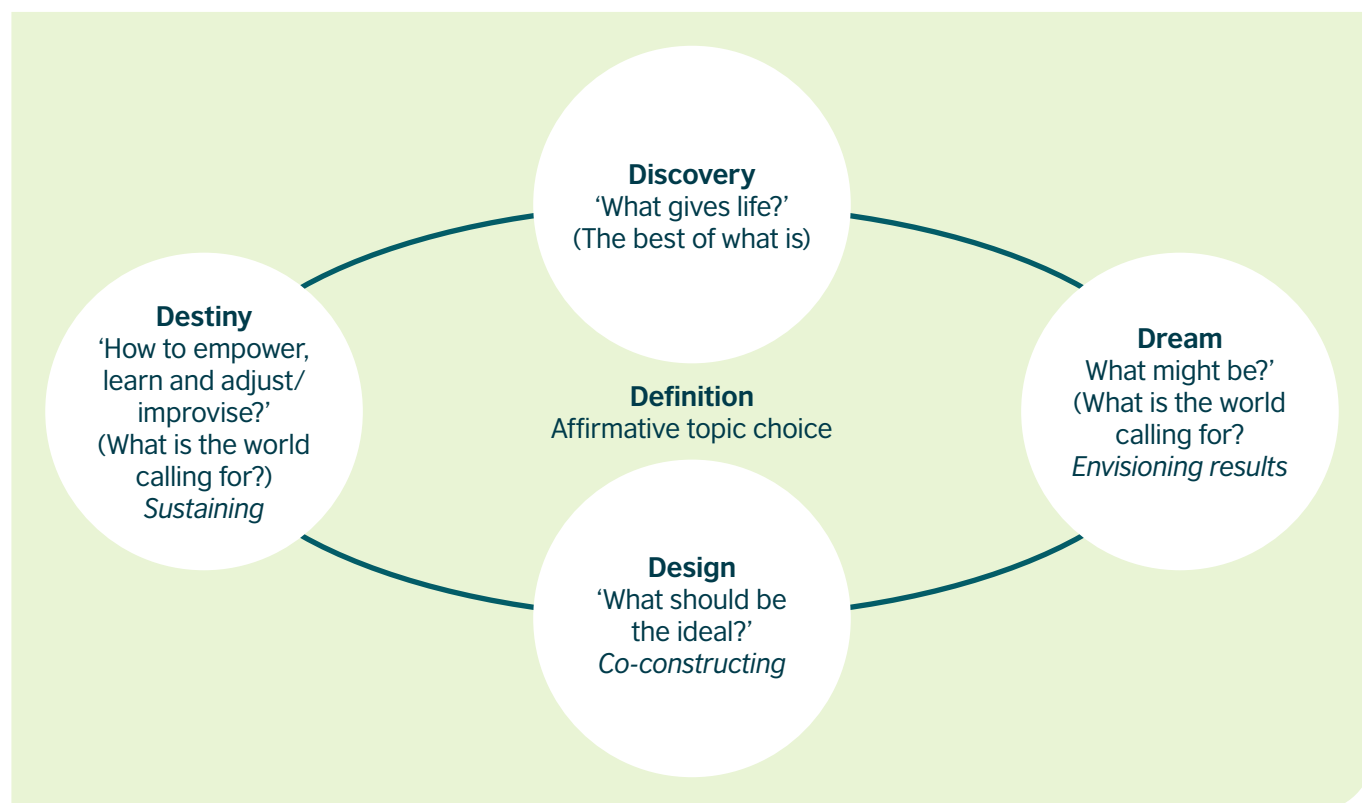 Discovery
‘What gives life?’
(The best of what is)
Destiny
‘How to empower,
learn and adjust/
improvise?’
(What is the world
calling for?)
Sustaining
Definition
Affirmative topic choice
Dream
What might be?’
(What is the world
calling for?
Envisioning results
Design
‘What should be
the ideal?’
Co-constructing